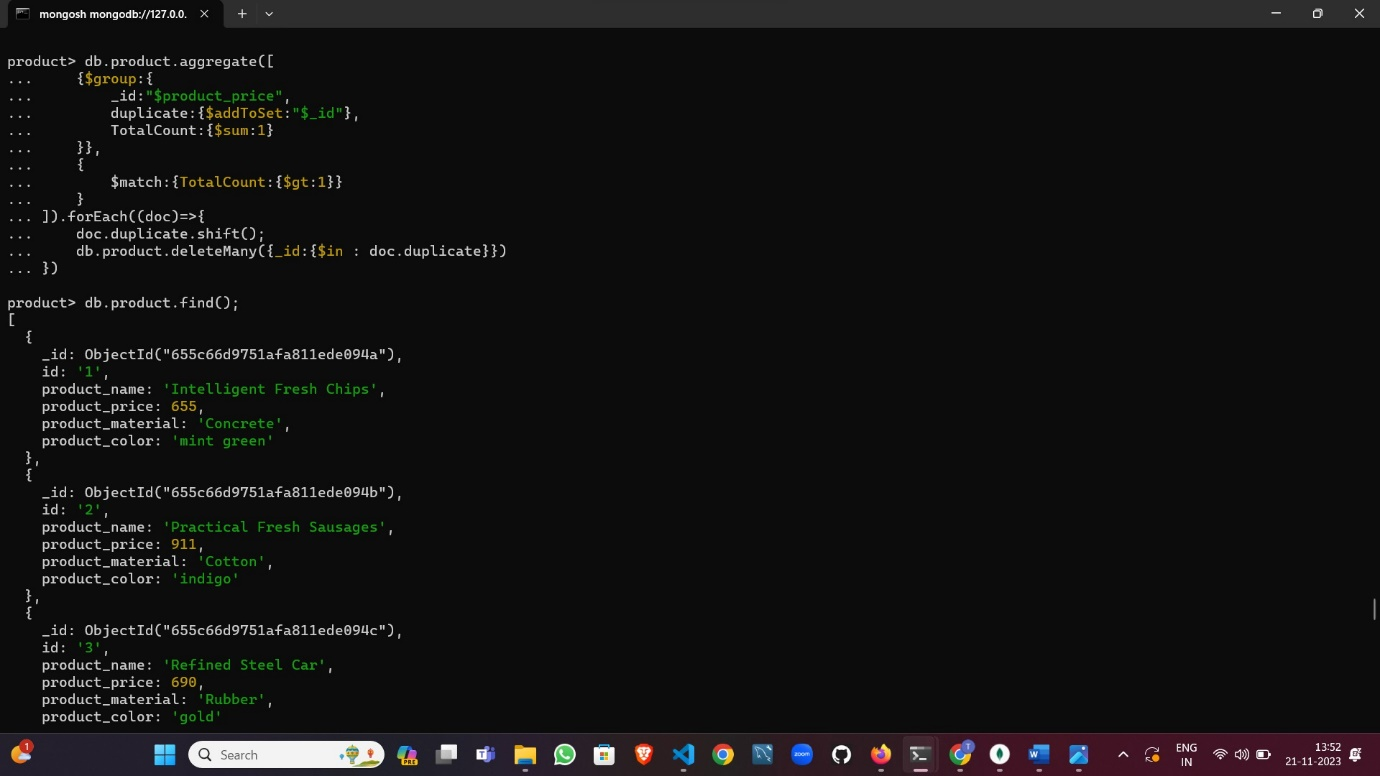 mongosh mongodb://127.0.0.
product> db.product.aggregate([
...     {$group:{
...         _id:"$product_price",
...         duplicate:{$addToSet:"$_id"},
...         TotalCount:{$sum:1}
...     }},
...     {
...         $match:{TotalCount:{$gt:1}}
...     }
... ]).forEach((doc)=>{
...     doc.duplicate.shift();
...     db.product.deleteMany({_id:{$in : doc.duplicate}})
... })
product> db.product.find();
[
  {
    _id: ObjectId("655c66d9751afa811ede094a"),
    id: '1',
    product_name: 'Intelligent Fresh Chips',
    product_price: 655,
    product_material: 'Concrete',
    product_color: 'mint green'
  },
  {
    _id: ObjectId("655c66d9751afa811ede094b"),
    id: '2',
    product_name: 'Practical Fresh Sausages',
    product_price: 911,
    product_material: 'Cotton',
    product_color: 'indigo'
  },
  {
    _id: ObjectId("655c66d9751afa811ede094c"),
    id: '3',
    product_name: 'Refined Steel Car',
    product_price: 690,
    product_material: 'Rubber',
    product_color: 'gold'
1
Search
PRE
zoom
1
ENG
IN
13:52
21-11-2023